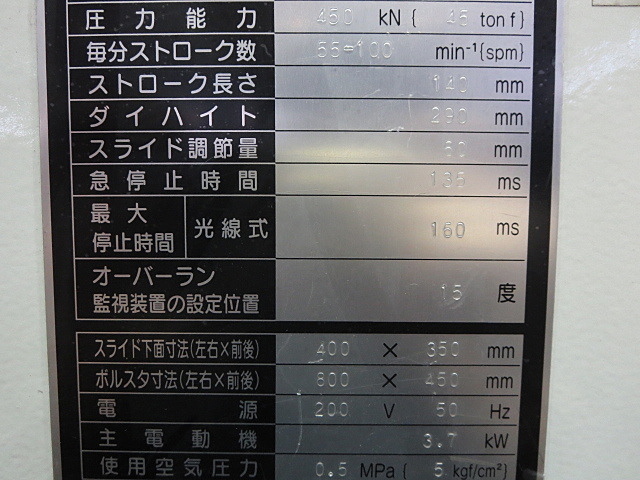 圧力能力 450 kN { 45 tonf}
毎分ストローク数 55-100 min⁻¹{spm}
ストローク長さ 140 mm
ダイハイト 290 mm
スライド調節量 60 mm
急停止時間 135 ms
最大停止時間 光線式 160 ms
オーバーラン
監視装置の設定位置 15 度
スライド下面寸法(左右×前後) 400 × 350 mm
ボルスタ寸法(左右×前後) 800 × 450 mm
電源 200 V 50 Hz
主電動機 3.7 kW
使用空気圧力 0.5 MPa { 5 kgf/cm²}